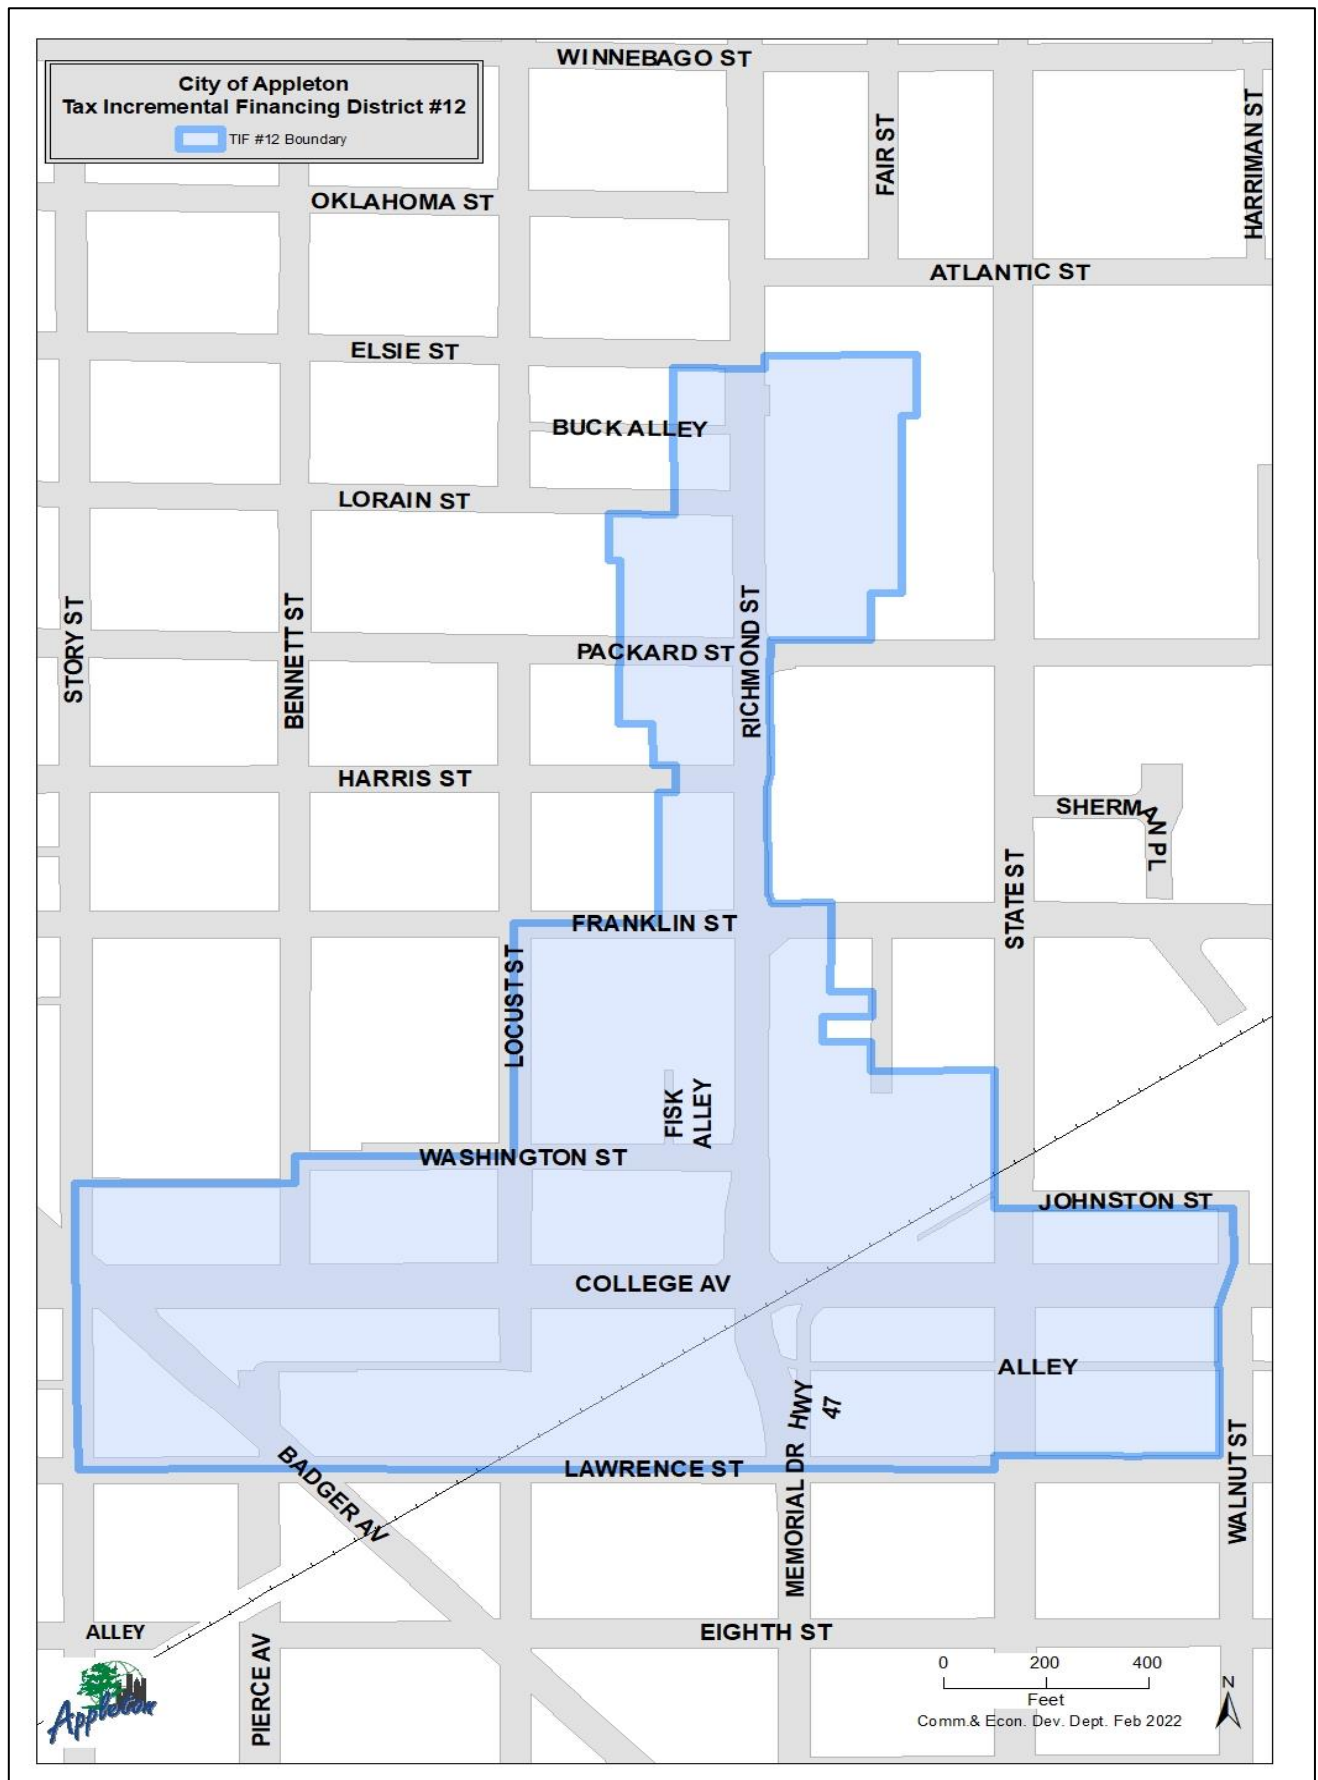 WINNEBAGO ST
City of Appleton
Tax Incremental Financing District #12
TIF #12 Boundary
FAIR ST
HARRIMAN ST
OKLAHOMA ST
ATLANTIC ST
ELSIE ST
BUCK ALLEY
LORAIN ST
STORY ST
BENNETT ST
RICHMOND ST
PACKARD ST
HARRIS ST
SHERMAN PL
STATE ST
FRANKLIN ST
LOCUST ST
FISK
ALLEY
WASHINGTON ST
JOHNSTON ST
COLLEGE AV
ALLEY
HWY
47
MEMORIAL DR
BADGER AV
LAWRENCE ST
WALNUT ST
ALLEY
EIGHTH ST
PIERCE AV
Appleton
0 200 400
Feet
Comm.& Econ. Dev. Dept. Feb 2022
N